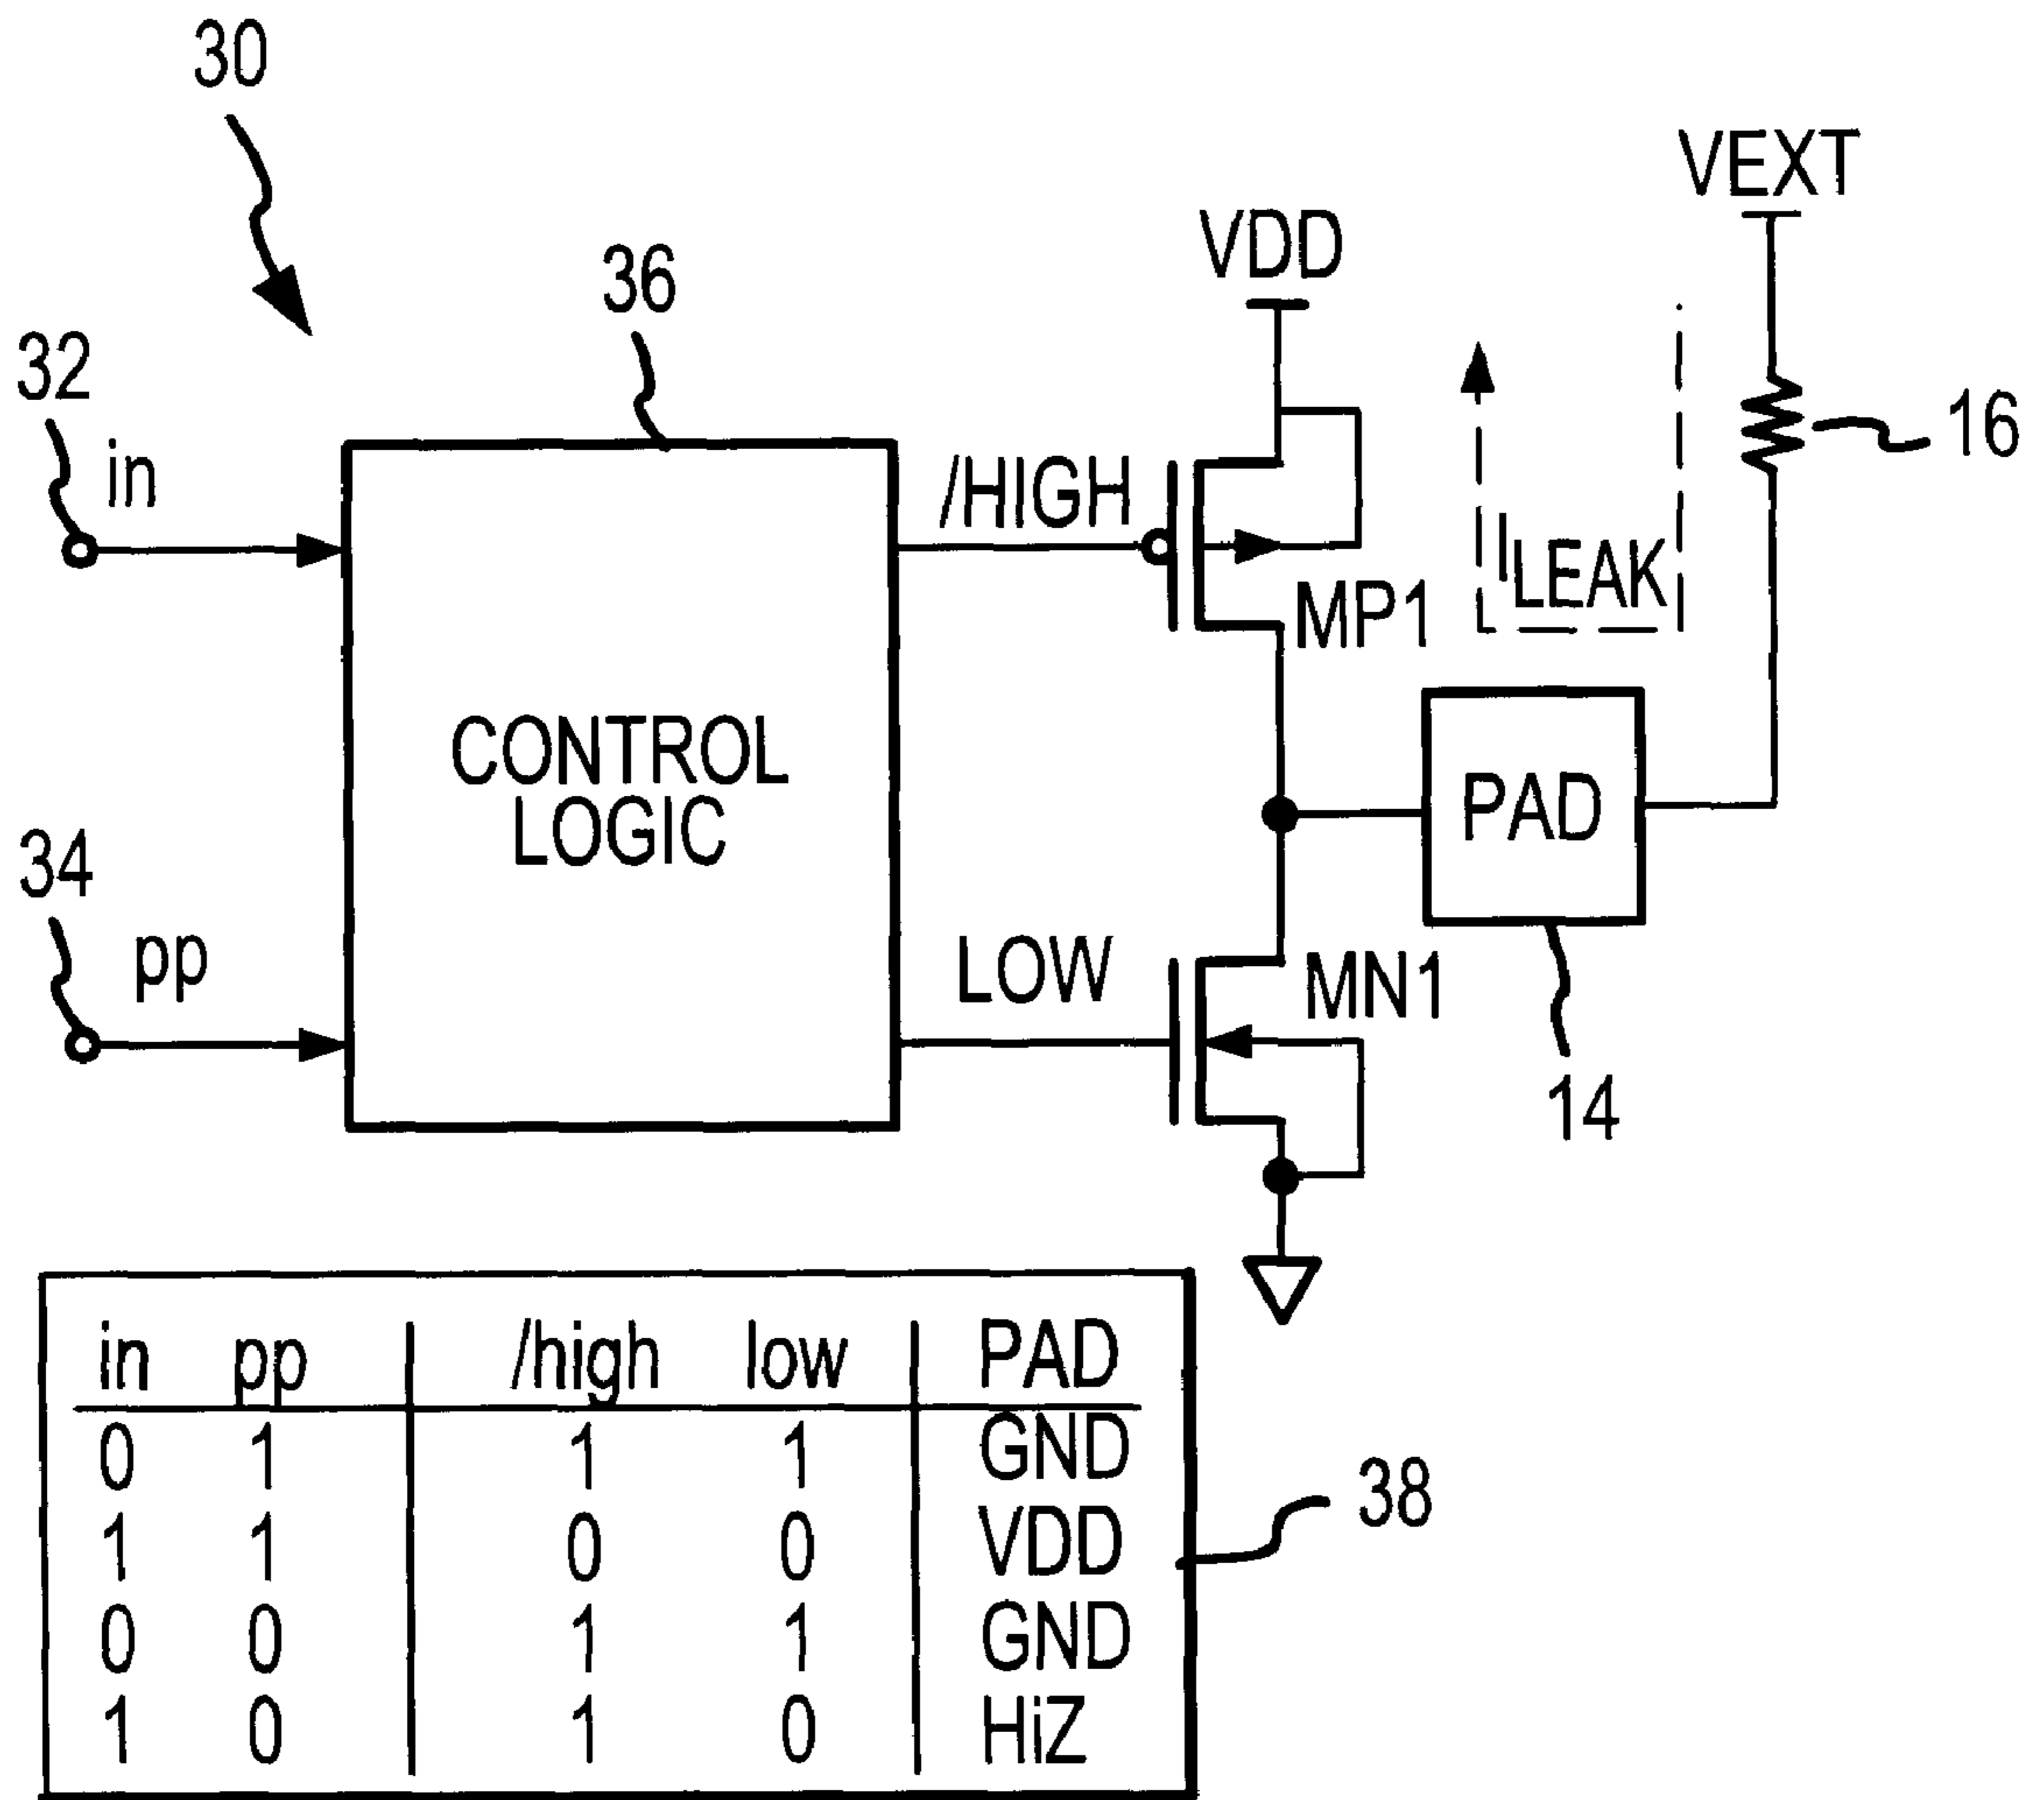 30
VEXT
VDD
36
32
in
16
/HIGH
ILEAK
MP1
CONTROL
LOGIC
PAD
34
pp
LOW
MN1
14
in pp /high low PAD
0 1 1 1 GND
1 1 0 0 VDD
0 0 1 1 GND
1 0 1 0 HiZ
38